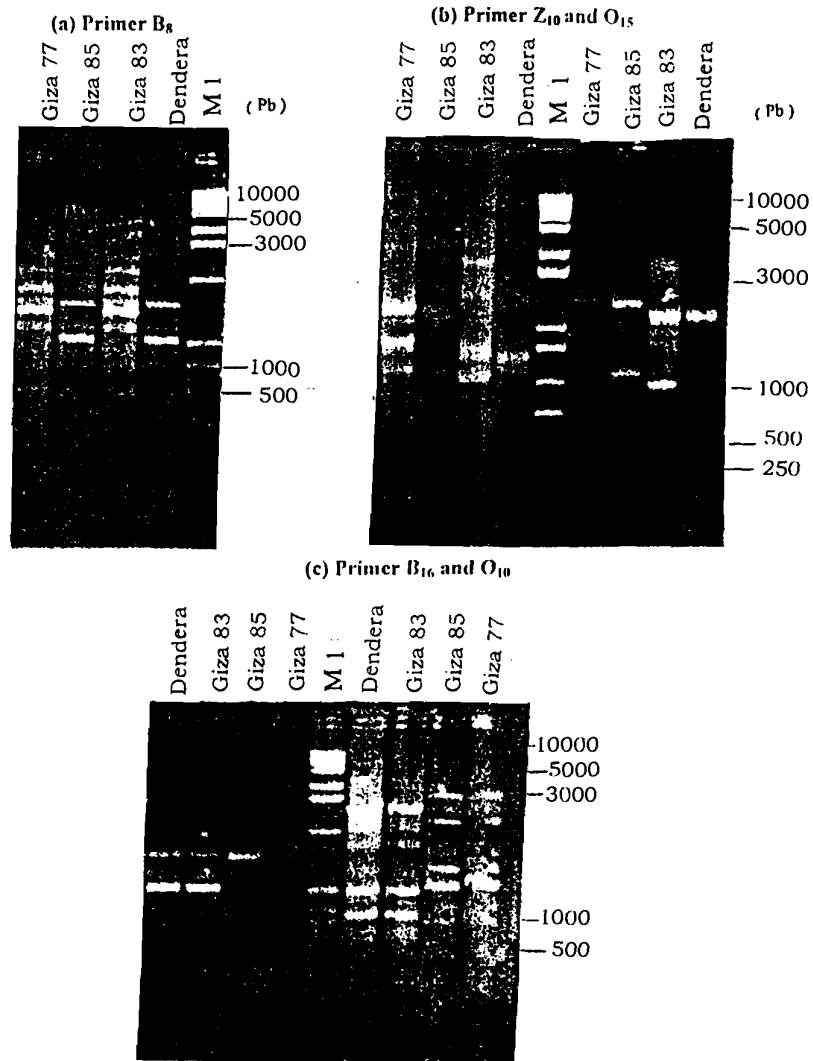 (a) Primer B₈
Giza 77
Giza 85
Giza 83
Dendera
M 1
(Pb)
10000
5000
3000
1000
500
(b) Primer Z₁₀ and O₁₅
Giza 77
Giza 85
Giza 83
Dendera
M 1
Giza 77
Giza 85
Giza 83
Dendera
(Pb)
10000
5000
3000
1000
500
250
(c) Primer B₁₆ and O₁₀
Dendera
Giza 83
Giza 85
Giza 77
M 1
Dendera
Giza 83
Giza 85
Giza 77
10000
5000
3000
1000
500